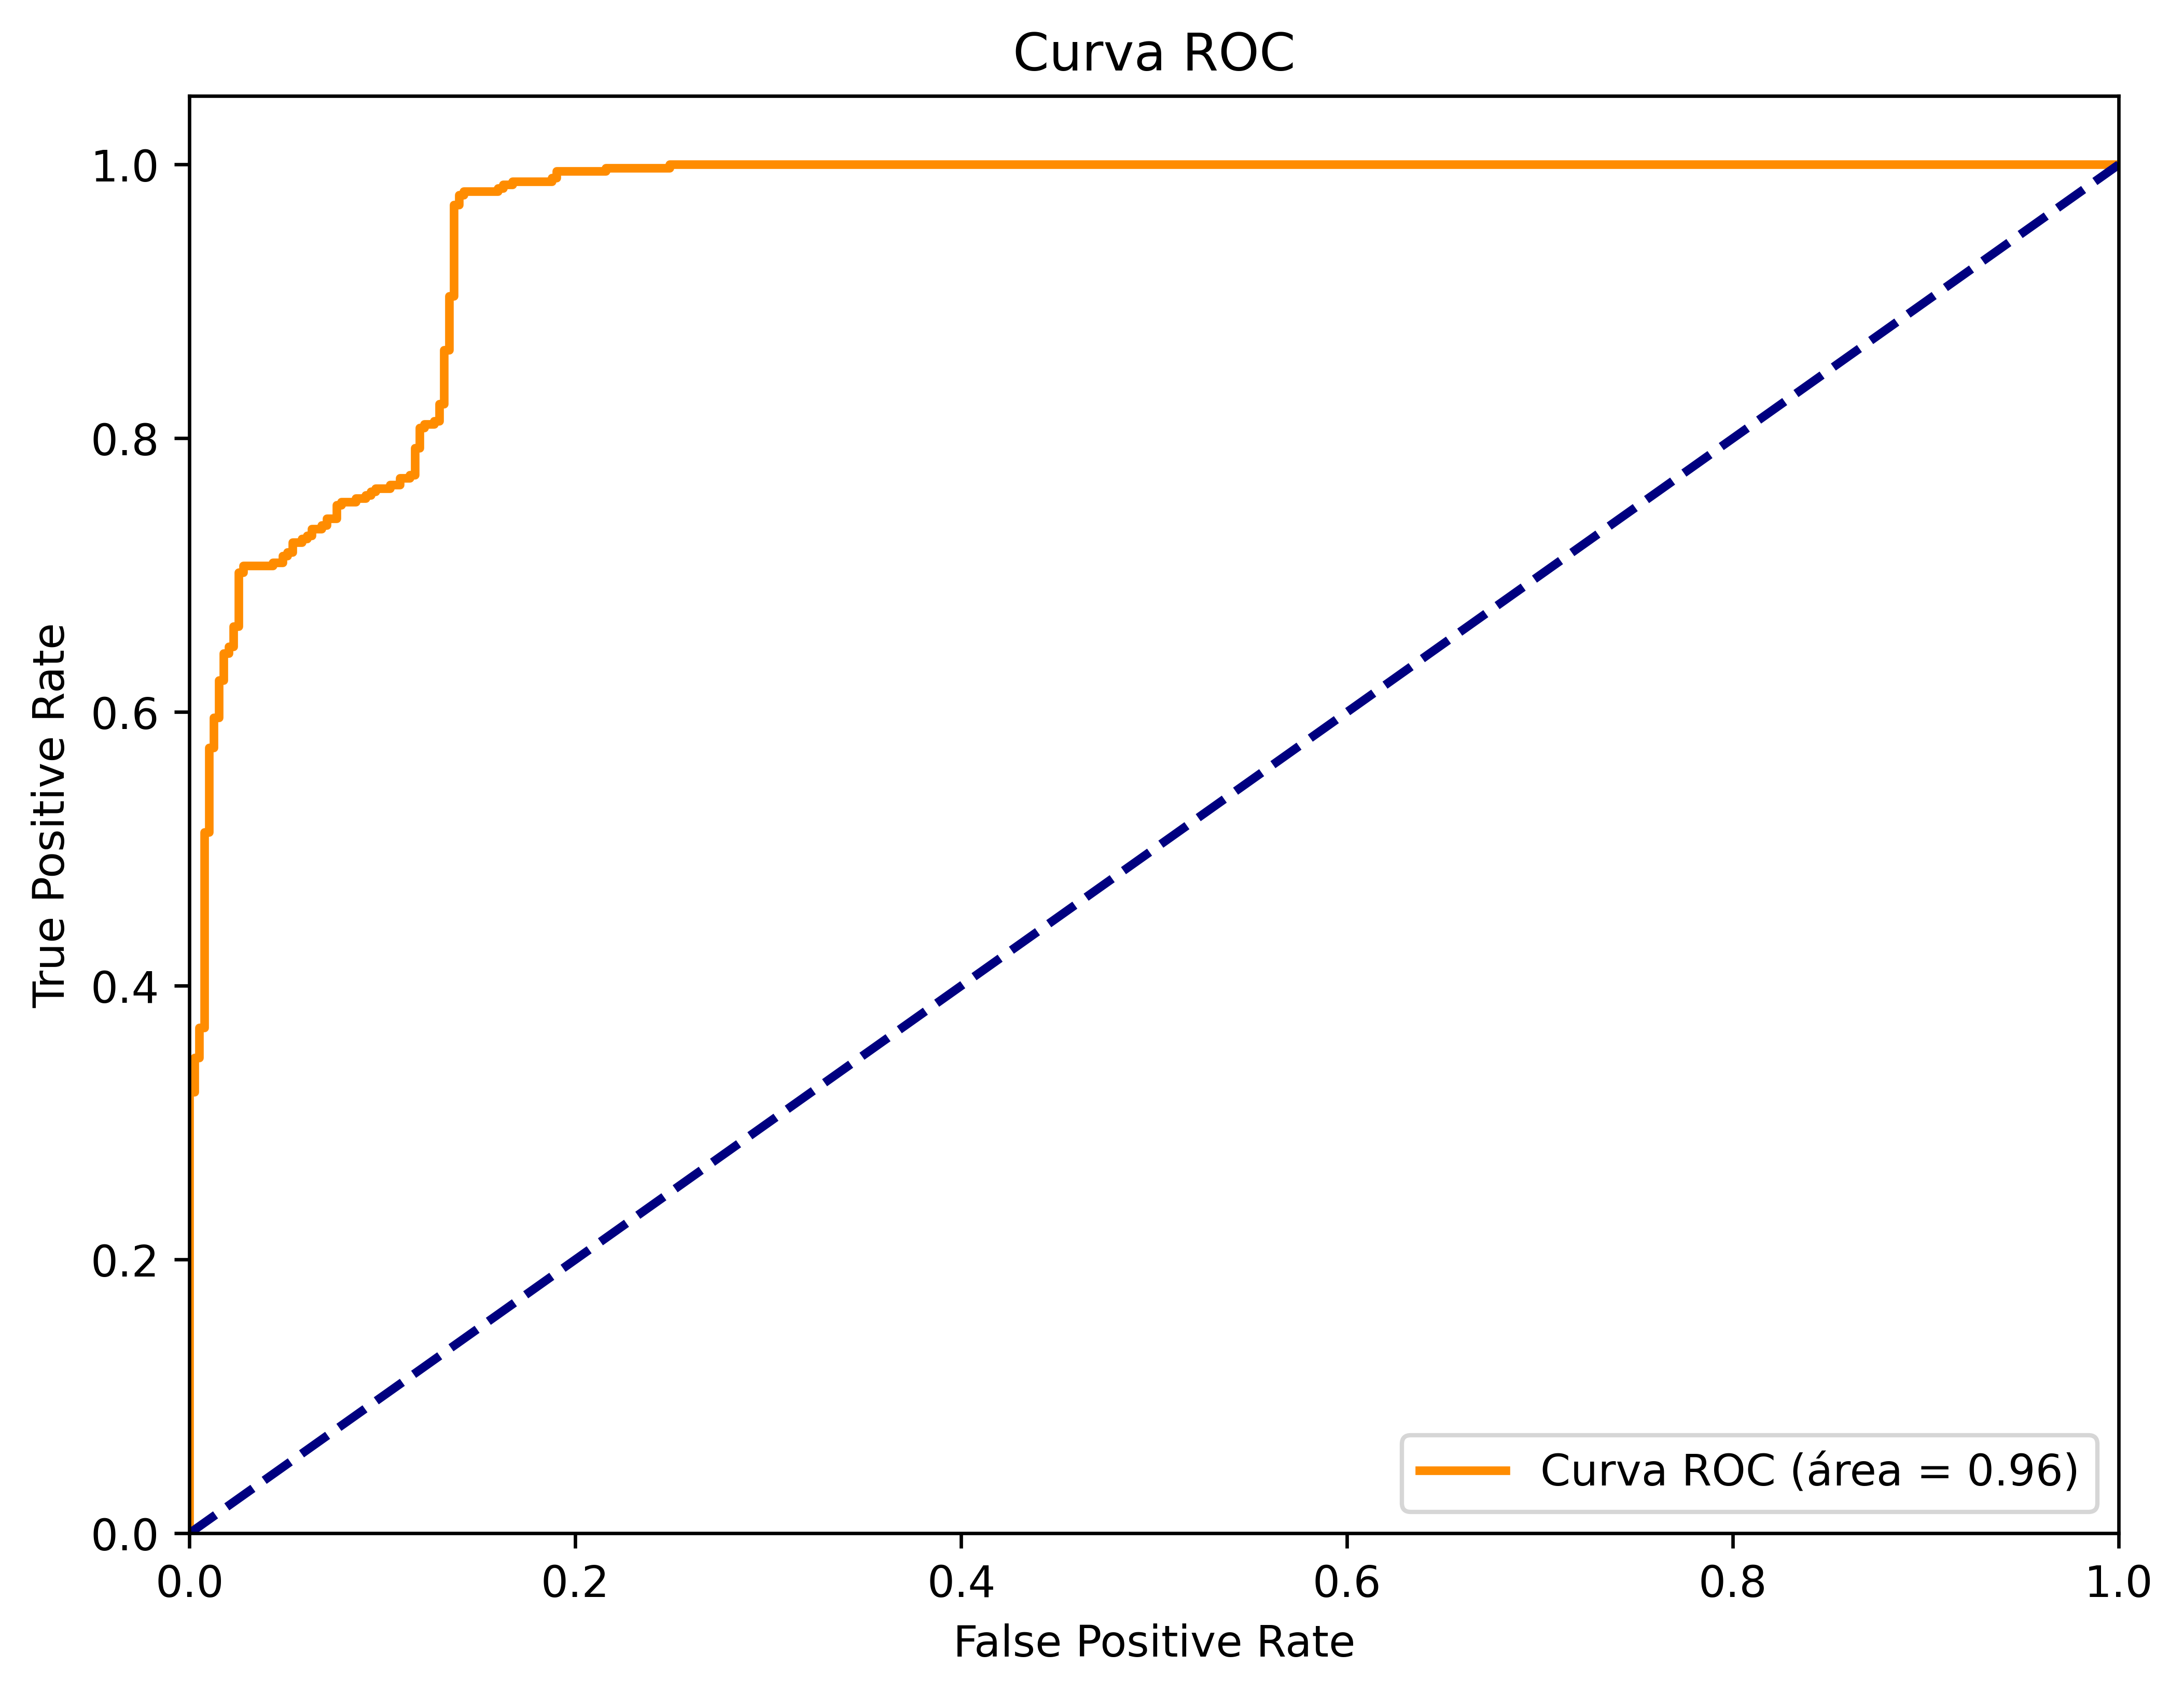 Curva ROC
True Positive Rate
1.0
0.8
0.6
0.4
0.2
0.0
Curva ROC (área = 0.96)
0.0 0.2 0.4 0.6 0.8 1.0
False Positive Rate